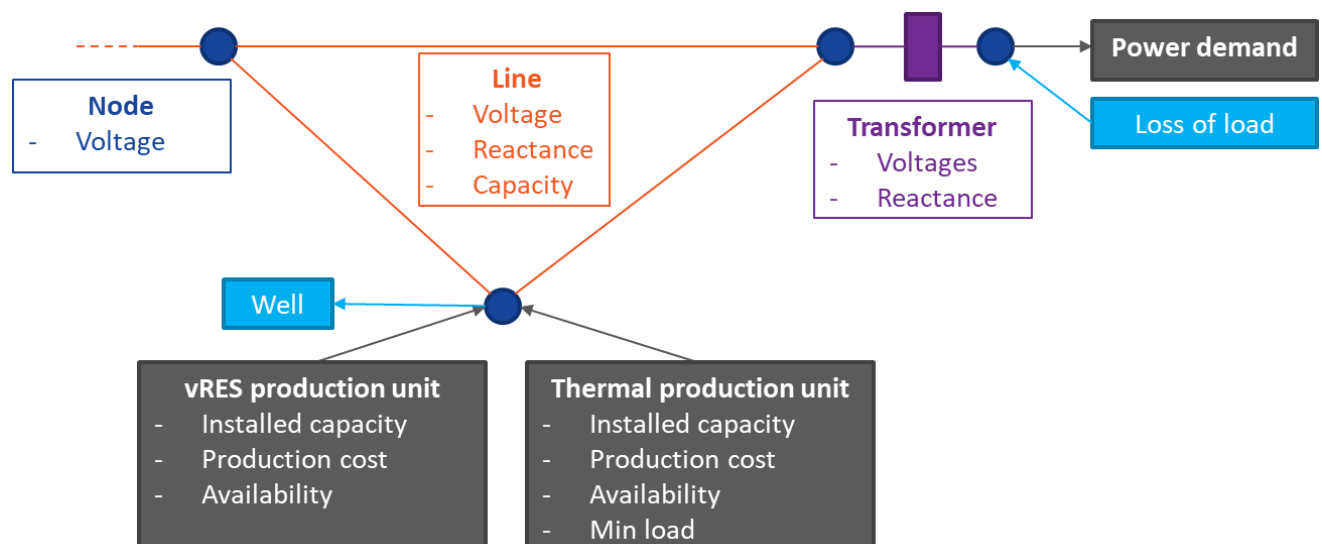 Node
- Voltage
Line
- Voltage
- Reactance
- Capacity
Transformer
- Voltages
- Reactance
Power demand
Loss of load
Well
vRES production unit
- Installed capacity
- Production cost
- Availability
Thermal production unit
- Installed capacity
- Production cost
- Availability
- Min load